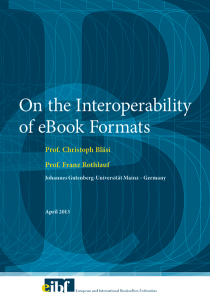 On the Interoperability
of eBook Formats
Prof. Christoph Bläsi
Prof. Franz Rothlauf
Johannes Gutenberg-Universität Mainz – Germany
April 2013
eibf
European and International Booksellers Federation